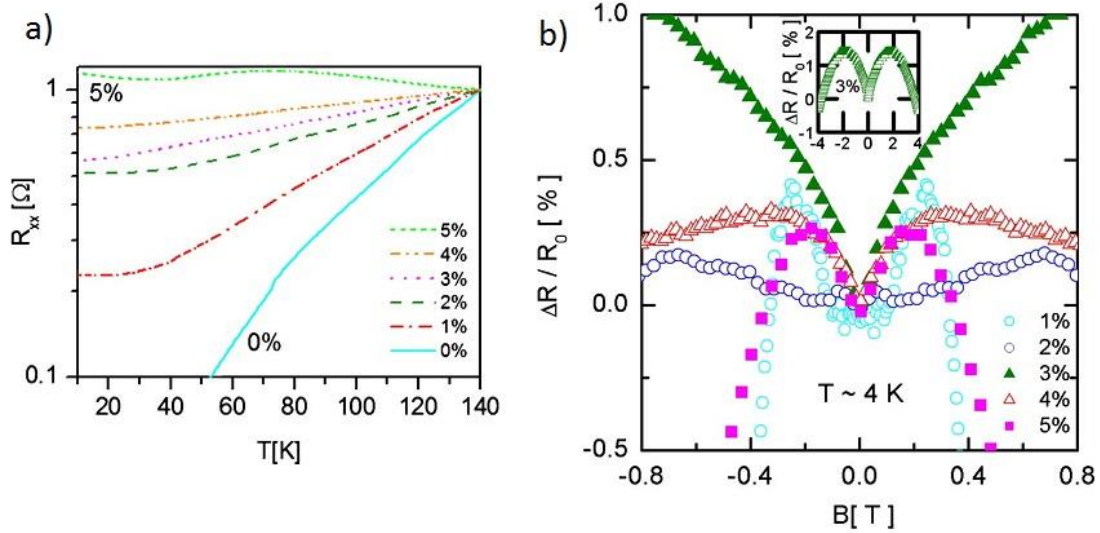 a)
R_xx [Ω]
1
0.1
5%
0%
5%
4%
3%
2%
1%
0%
20 40 60 80 100 120 140
T[K]
b)
ΔR / R_0 [ % ]
1.0
0.5
0.0
-0.5
ΔR / R_0 [ % ]
2
1
0
-1
3%
-4 -2 0 2 4
T ~ 4 K
1%
2%
3%
4%
5%
-0.8 -0.4 0.0 0.4 0.8
B[ T ]